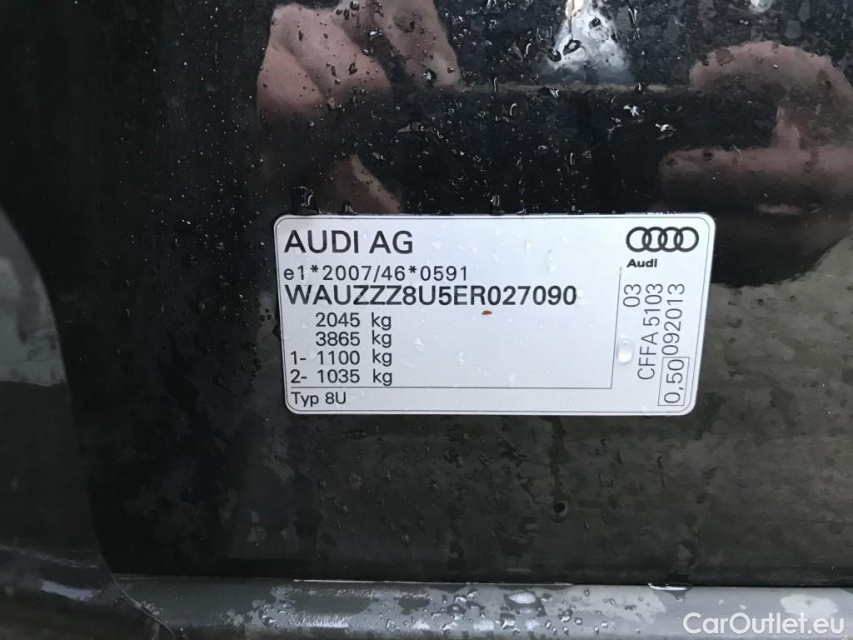 AUDI AG
Audi
e1*2007/46*0591
WAUZZZ8U5ER027090
2045 kg
3865 kg
1- 1100 kg
2- 1035 kg
Typ 8U
03
CFFA 5103
0,50 092013
CarOutlet.eu